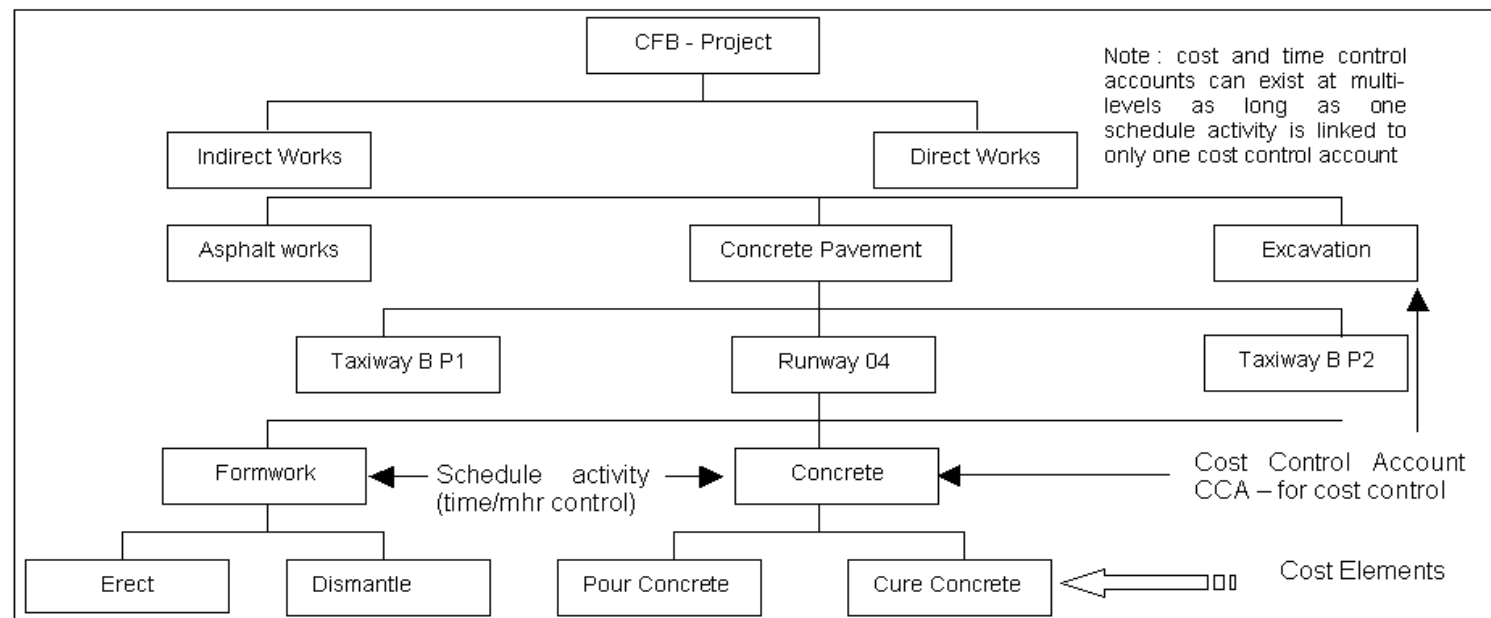 CFB - Project
Note : cost and time control
accounts can exist at multi-
levels as long as one
schedule activity is linked to
only one cost control account
Indirect Works
Direct Works
Asphalt works
Concrete Pavement
Excavation
Taxiway B P1
Runway 04
Taxiway B P2
Formwork
Schedule activity
(time/mhr control)
Concrete
Cost Control Account
CCA – for cost control
Erect
Dismantle
Pour Concrete
Cure Concrete
Cost Elements